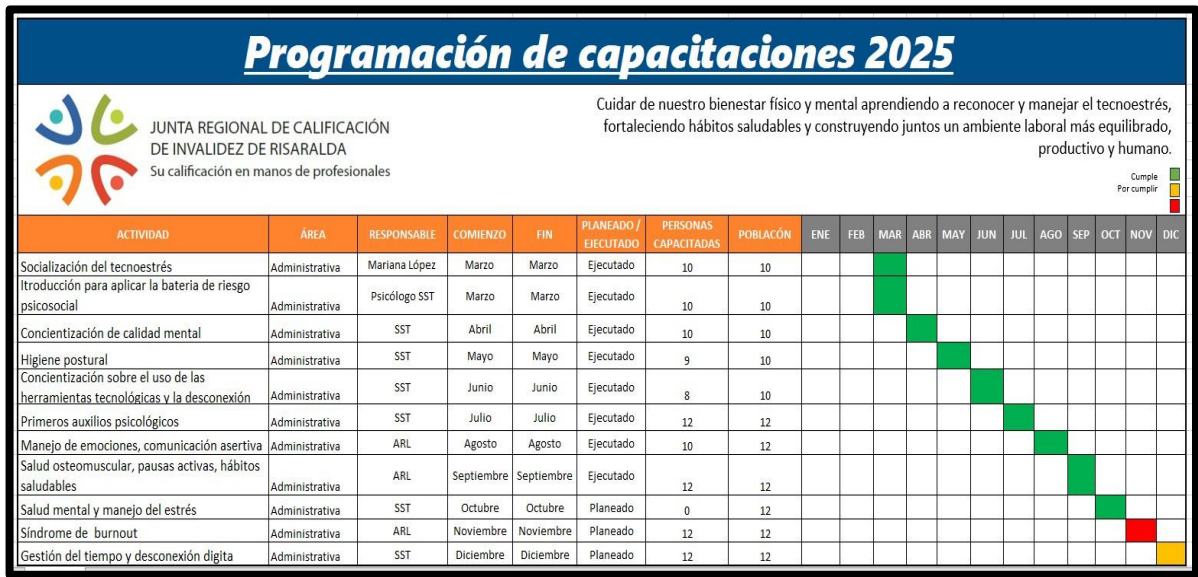 Programación de capacitaciones 2025
JUNTA REGIONAL DE CALIFICACIÓN
DE INVALIDEZ DE RISARALDA
Su calificación en manos de profesionales
Cuidar de nuestro bienestar físico y mental aprendiendo a reconocer y manejar el tecnoestrés,
fortaleciendo hábitos saludables y construyendo juntos un ambiente laboral más equilibrado,
productivo y humano.
Cumple
Por cumplir
ACTIVIDAD ÁREA RESPONSABLE COMIENZO FIN PLANEADO / EJECUTADO PERSONAS CAPACITADAS POBLACÓN ENE FEB MAR ABR MAY JUN JUL AGO SEP OCT NOV DIC
Socialización del tecnoestrés Administrativa Mariana López Marzo Marzo Ejecutado 10 10
Itroducción para aplicar la bateria de riesgo
psicosocial Administrativa Psicólogo SST Marzo Marzo Ejecutado 10 10
Concientización de calidad mental Administrativa SST Abril Abril Ejecutado 10 10
Higiene postural Administrativa SST Mayo Mayo Ejecutado 9 10
Concientización sobre el uso de las
herramientas tecnológicas y la desconexión Administrativa SST Junio Junio Ejecutado 8 10
Primeros auxilios psicológicos Administrativa SST Julio Julio Ejecutado 12 12
Manejo de emociones, comunicación asertiva Administrativa ARL Agosto Agosto Ejecutado 10 12
Salud osteomuscular, pausas activas, hábitos
saludables Administrativa ARL Septiembre Septiembre Ejecutado 12 12
Salud mental y manejo del estrés Administrativa SST Octubre Octubre Planeado 0 12
Síndrome de burnout Administrativa ARL Noviembre Noviembre Planeado 12 12
Gestión del tiempo y desconexión digita Administrativa SST Diciembre Diciembre Planeado 12 12